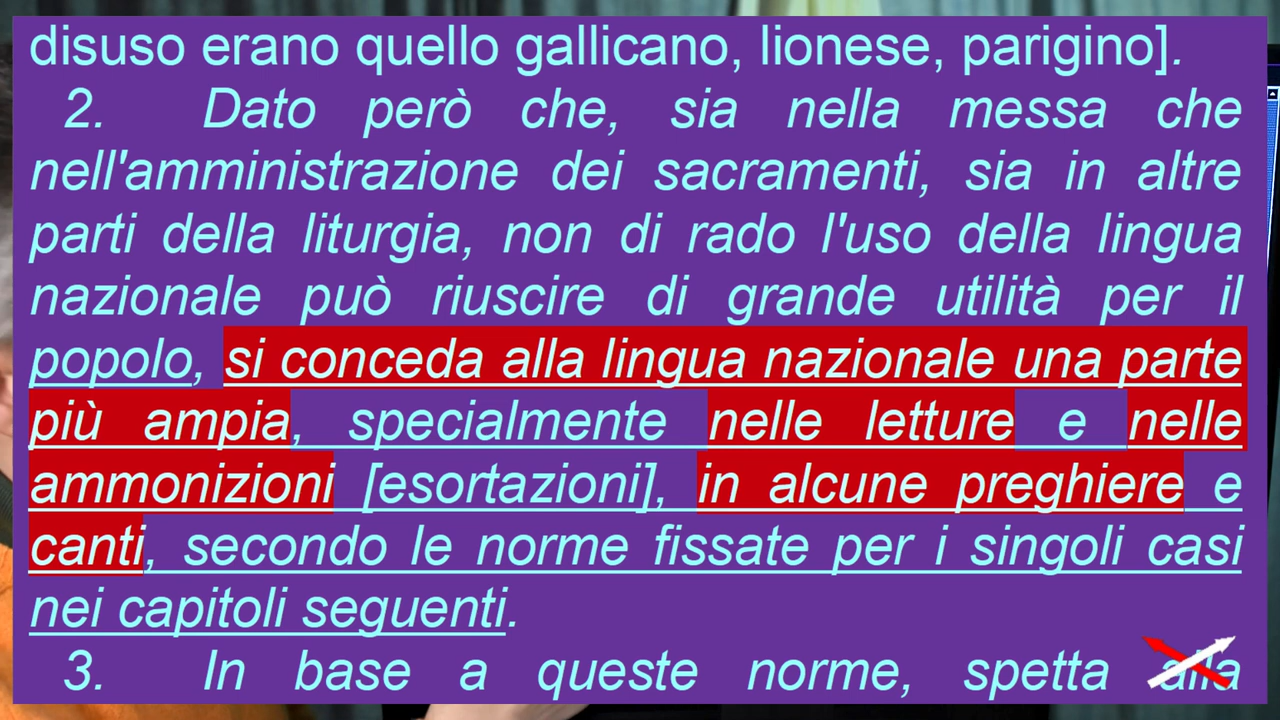 disuso erano quello gallicano, lionese, parigino].
2. Dato però che, sia nella messa che
nell'amministrazione dei sacramenti, sia in altre
parti della liturgia, non di rado l'uso della lingua
nazionale può riuscire di grande utilità per il
popolo, si conceda alla lingua nazionale una parte
più ampia, specialmente nelle letture e nelle
ammonizioni [esortazioni], in alcune preghiere e
canti, secondo le norme fissate per i singoli casi
nei capitoli seguenti.
3. In base a queste norme, spetta alla